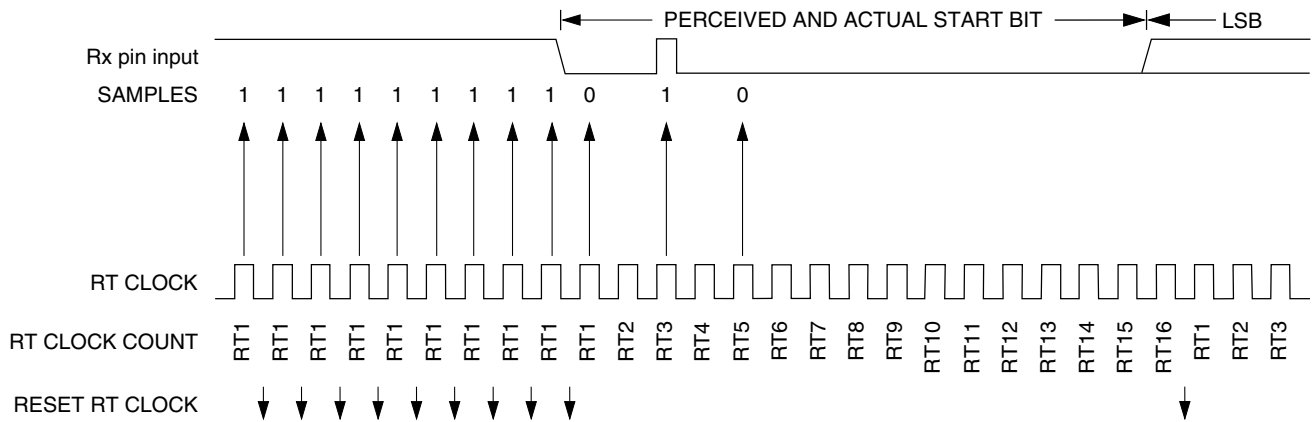 PERCEIVED AND ACTUAL START BIT LSB
Rx pin input
SAMPLES 1 1 1 1 1 1 1 1 1 0 1 0
RT CLOCK
RT CLOCK COUNT RT1 RT1 RT1 RT1 RT1 RT1 RT1 RT1 RT1 RT1 RT2 RT3 RT4 RT5 RT6 RT7 RT8 RT9 RT10 RT11 RT12 RT13 RT14 RT15 RT16 RT1 RT2 RT3
RESET RT CLOCK